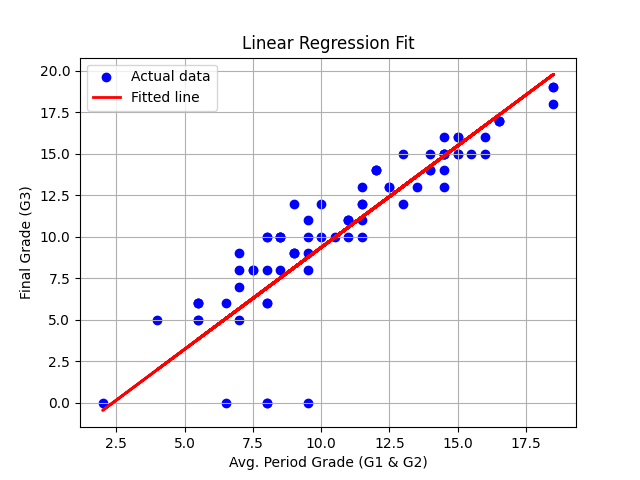 Linear Regression Fit
Actual data
Fitted line
Final Grade (G3)
20.0
17.5
15.0
12.5
10.0
7.5
5.0
2.5
0.0
2.5 5.0 7.5 10.0 12.5 15.0 17.5
Avg. Period Grade (G1 & G2)